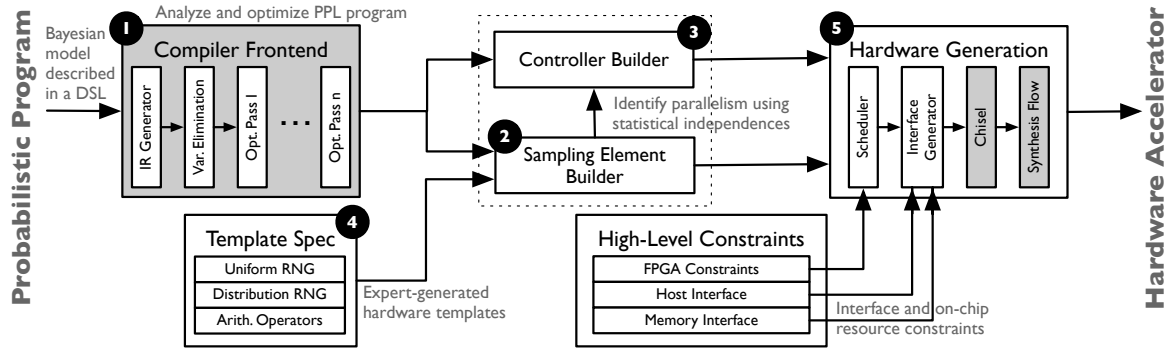 Probabilistic Program
Bayesian
model
described
in a DSL
Analyze and optimize PPL program
1
Compiler Frontend
IR Generator
Var. Elimination
Opt. Pass 1
...
Opt. Pass n
3
Controller Builder
Identify parallelism using
statistical independences
2
Sampling Element
Builder
4
Template Spec
Uniform RNG
Distribution RNG
Arith. Operators
Expert-generated
hardware templates
High-Level Constraints
FPGA Constraints
Host Interface
Memory Interface
Interface and on-chip
resource constraints
5
Hardware Generation
Scheduler
Interface
Generator
Chisel
Synthesis Flow
Hardware Accelerator